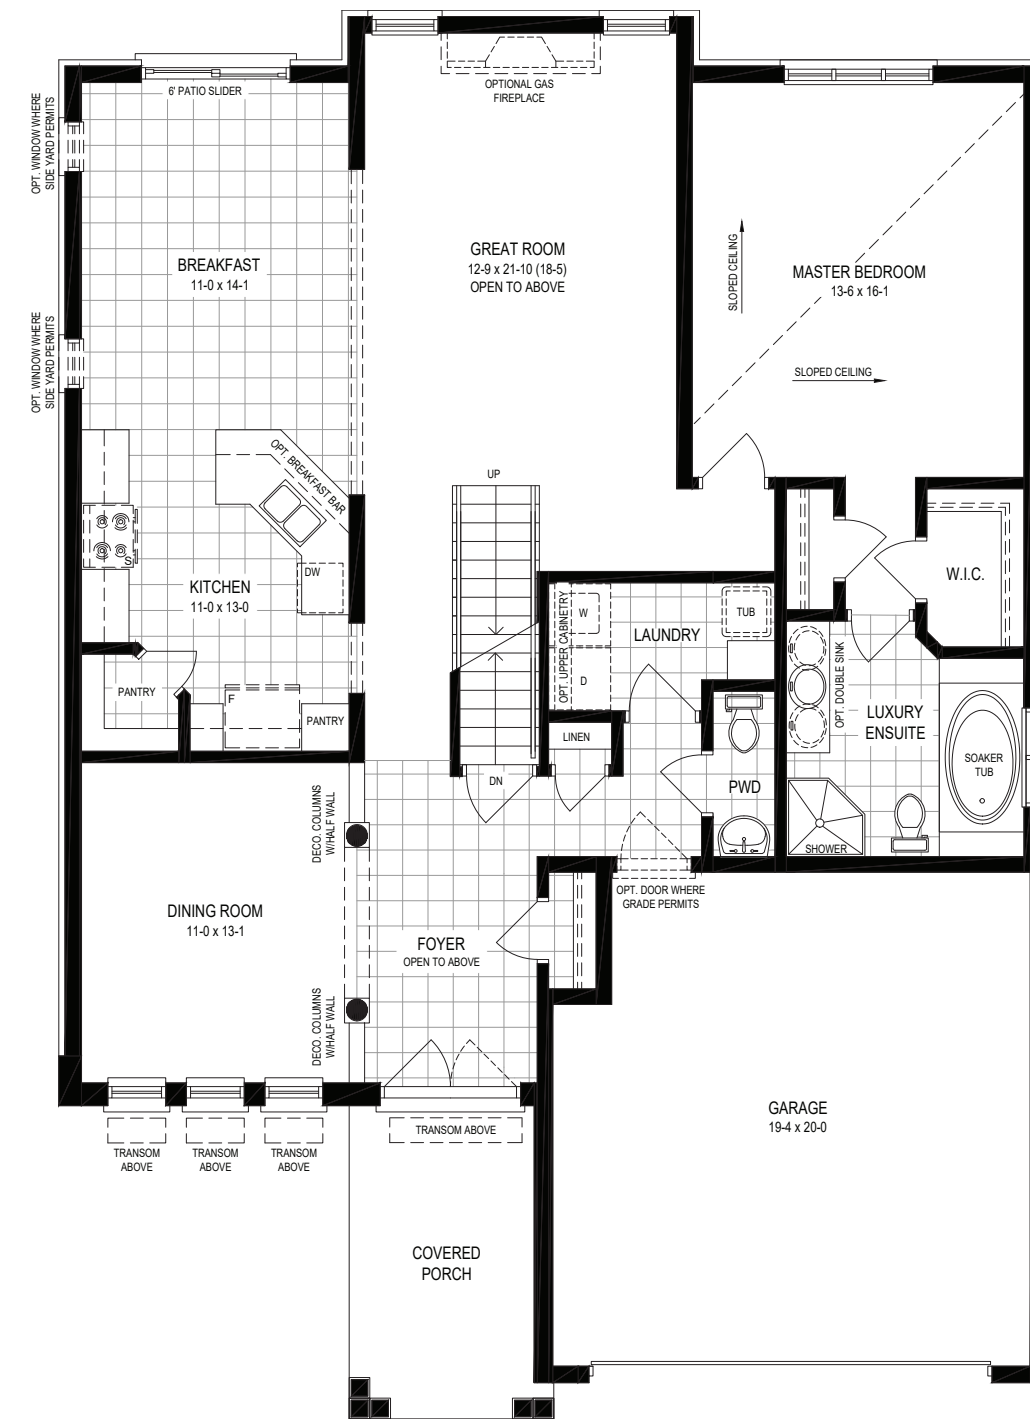 6' PATIO SLIDER
OPTIONAL GAS
FIREPLACE
OPT. WINDOW WHERE
SIDE YARD PERMITS
BREAKFAST
11-0 x 14-1
GREAT ROOM
12-9 x 21-10 (18-5)
OPEN TO ABOVE
SLOPED CEILING
MASTER BEDROOM
13-6 x 16-1
SLOPED CEILING
OPT. WINDOW WHERE
SIDE YARD PERMITS
OPT. BREAKFAST BAR
UP
S
DW
KITCHEN
11-0 x 13-0
OPT. UPPER CABINETRY
W
D
LAUNDRY
TUB
W.I.C.
OPT. DOUBLE SINK
LUXURY
ENSUITE
SOAKER
TUB
PANTRY
F
PANTRY
LINEN
DN
PWD
SHOWER
DECO. COLUMNS
W/HALF WALL
OPT. DOOR WHERE
GRADE PERMITS
DINING ROOM
11-0 x 13-1
FOYER
OPEN TO ABOVE
DECO. COLUMNS
W/HALF WALL
TRANSOM
ABOVE
TRANSOM
ABOVE
TRANSOM
ABOVE
TRANSOM ABOVE
GARAGE
19-4 x 20-0
COVERED
PORCH